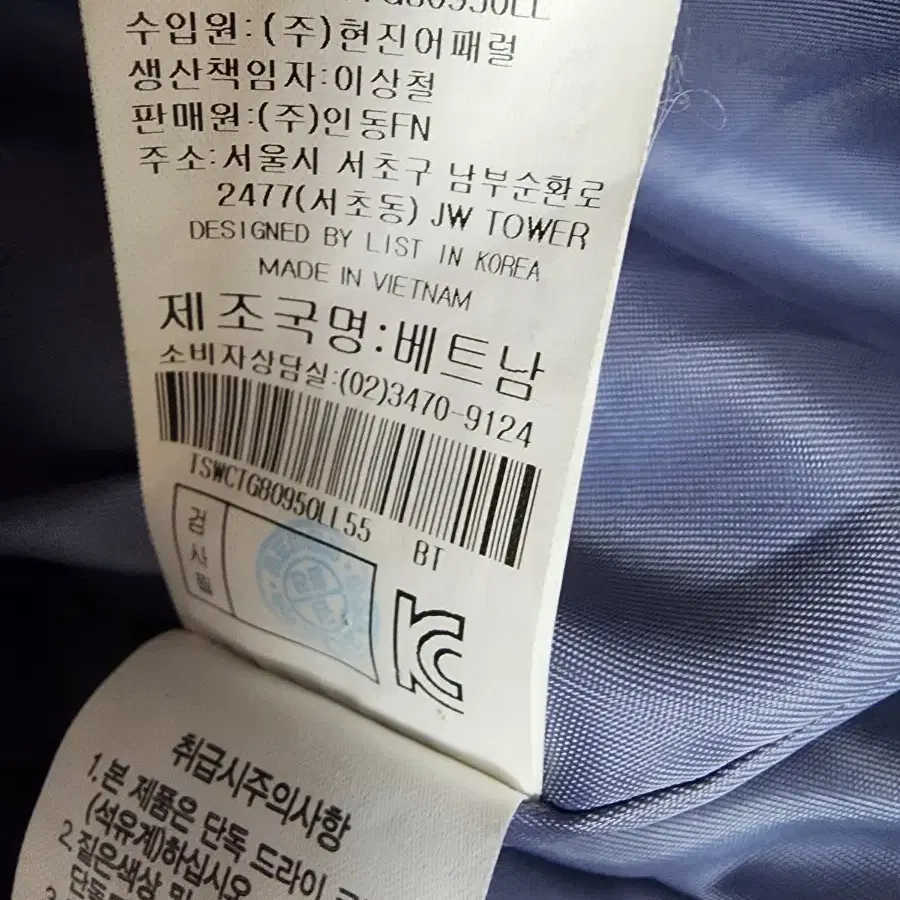 수입원:(주)현진어패럴
생산책임자:이상철
판매원:(주)인동FN
주소:서울시 서초구 남부순환로
2477(서초동) JW TOWER
DESIGNED BY LIST IN KOREA
MADE IN VIETNAM
제조국명:베트남
소비자상담실:(02)3470-9124
TSWCTG80950LL55 BT
검사필
KC
취급시주의사항
1.본 제품은 단독 드라이
(석유계)하십시오
2.짙은색상 및